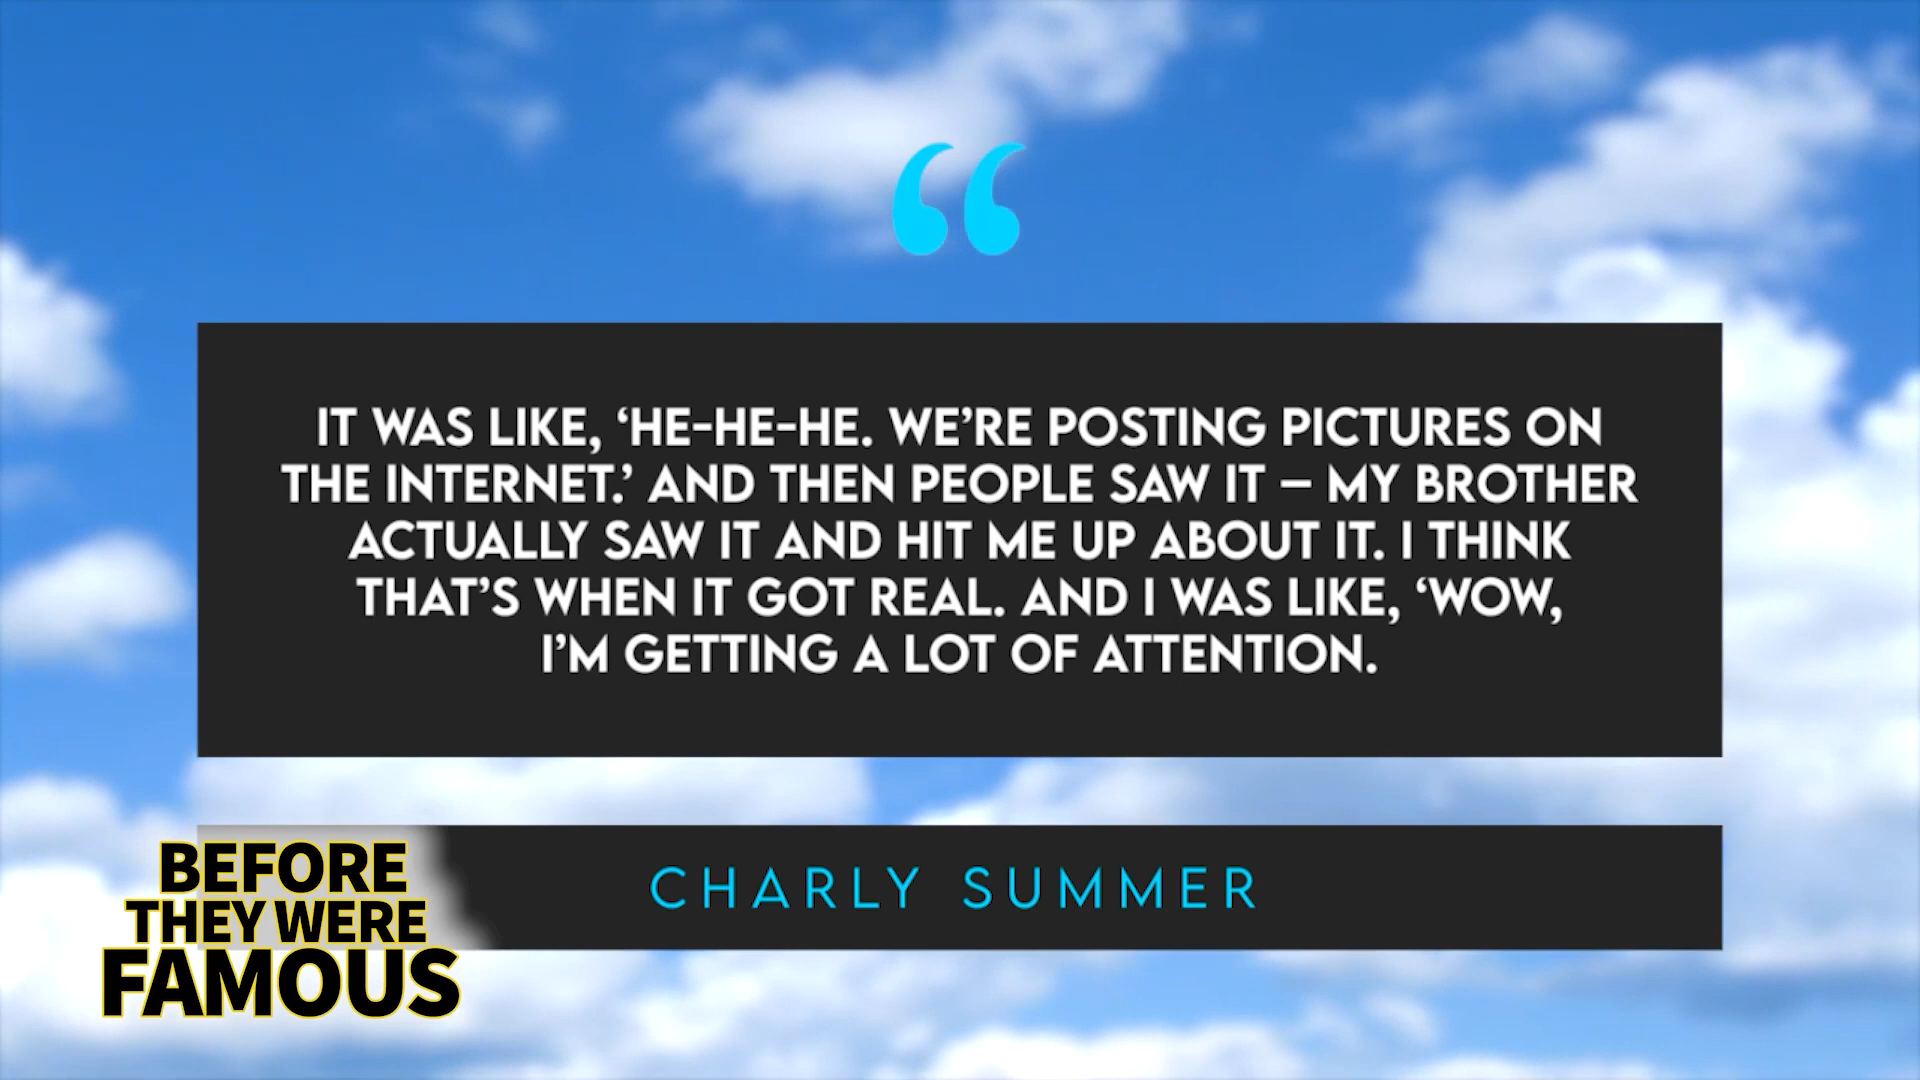 “
IT WAS LIKE, ‘HE-HE-HE. WE’RE POSTING PICTURES ON
THE INTERNET.’ AND THEN PEOPLE SAW IT – MY BROTHER
ACTUALLY SAW IT AND HIT ME UP ABOUT IT. I THINK
THAT’S WHEN IT GOT REAL. AND I WAS LIKE, ‘WOW,
I’M GETTING A LOT OF ATTENTION.
CHARLY SUMMER
BEFORE
THEY WERE
FAMOUS